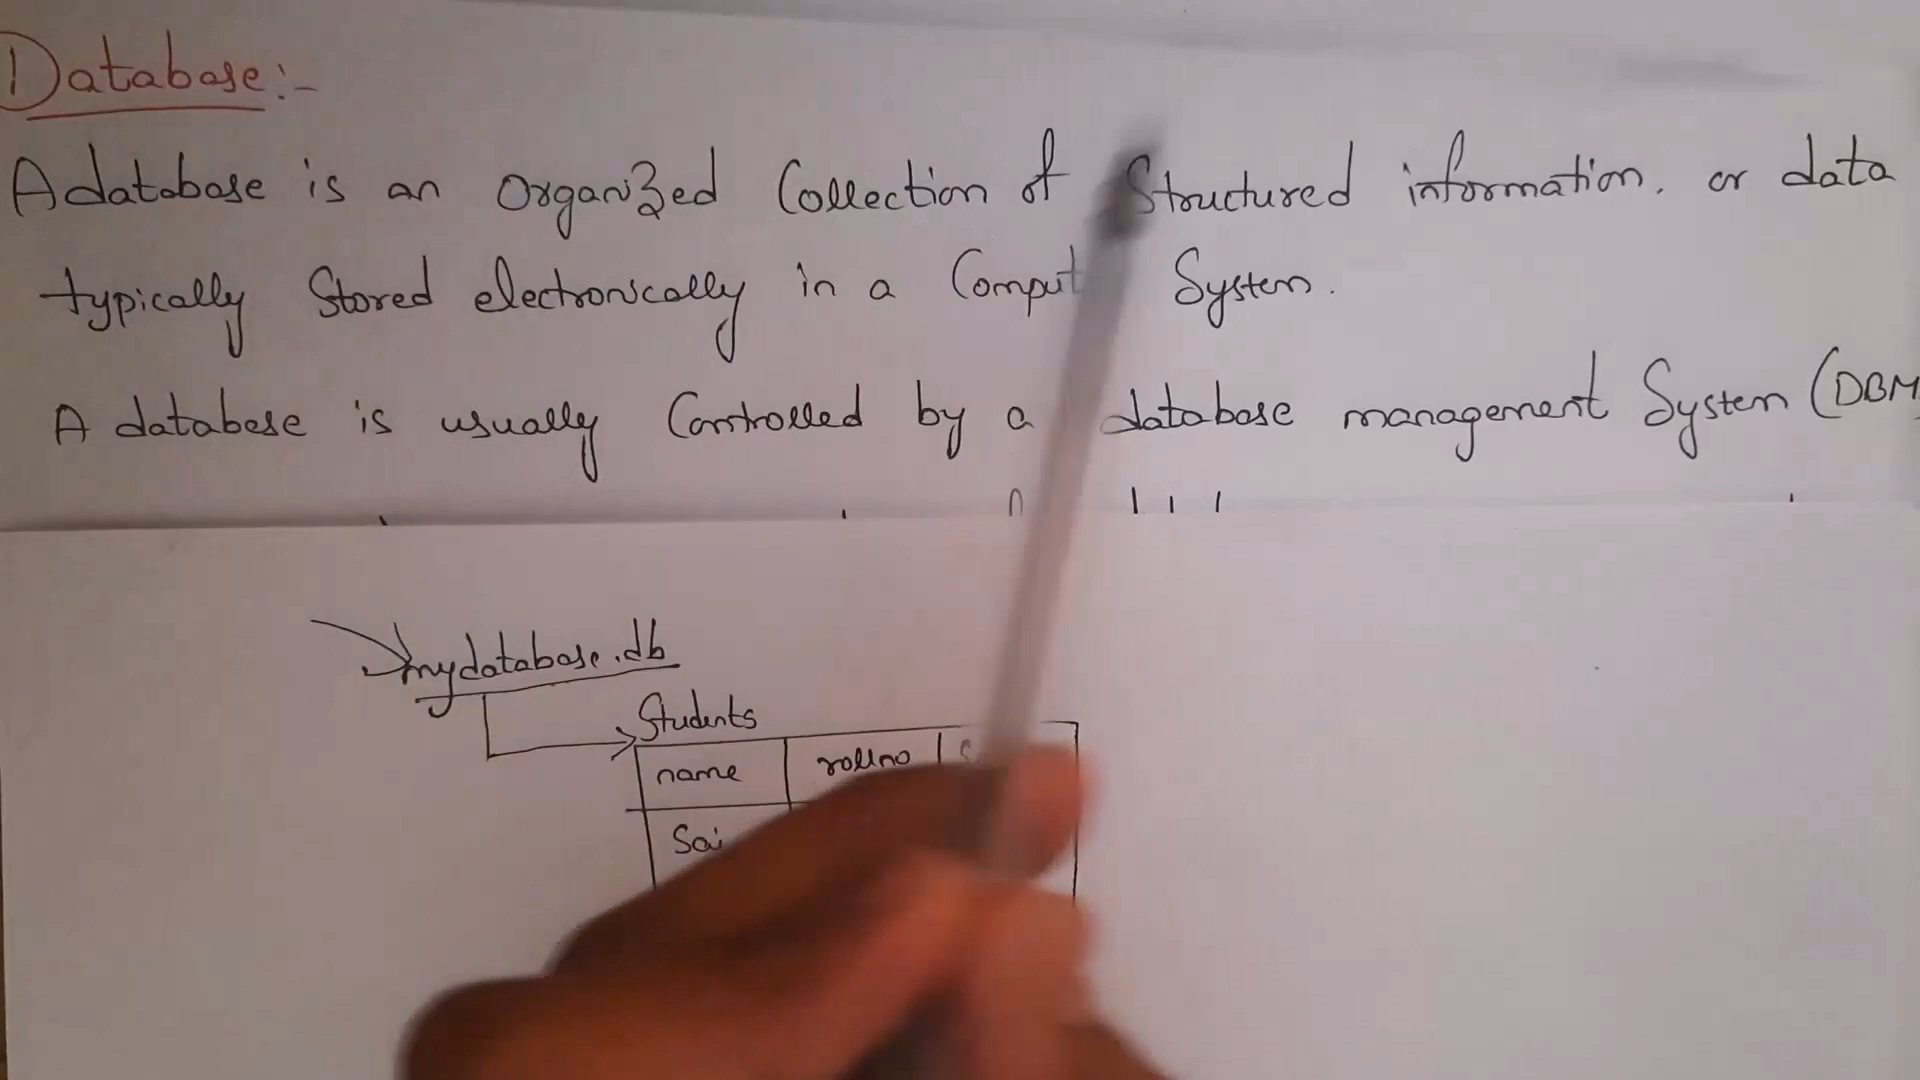 Database:-
A database is an Organized Collection of Structured information, or data
typically Stored electronically in a System.
A database is usually Controlled by a database management System (DBM
mydatabase.db
Students
name rollno
Sai